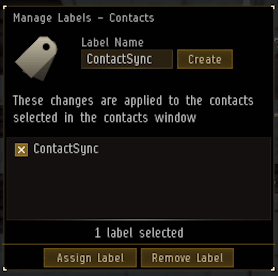 Manage Labels - Contacts
Label Name
ContactSync
Create
These changes are applied to the contacts
selected in the contacts window
ContactSync
1 label selected
Assign Label
Remove Label